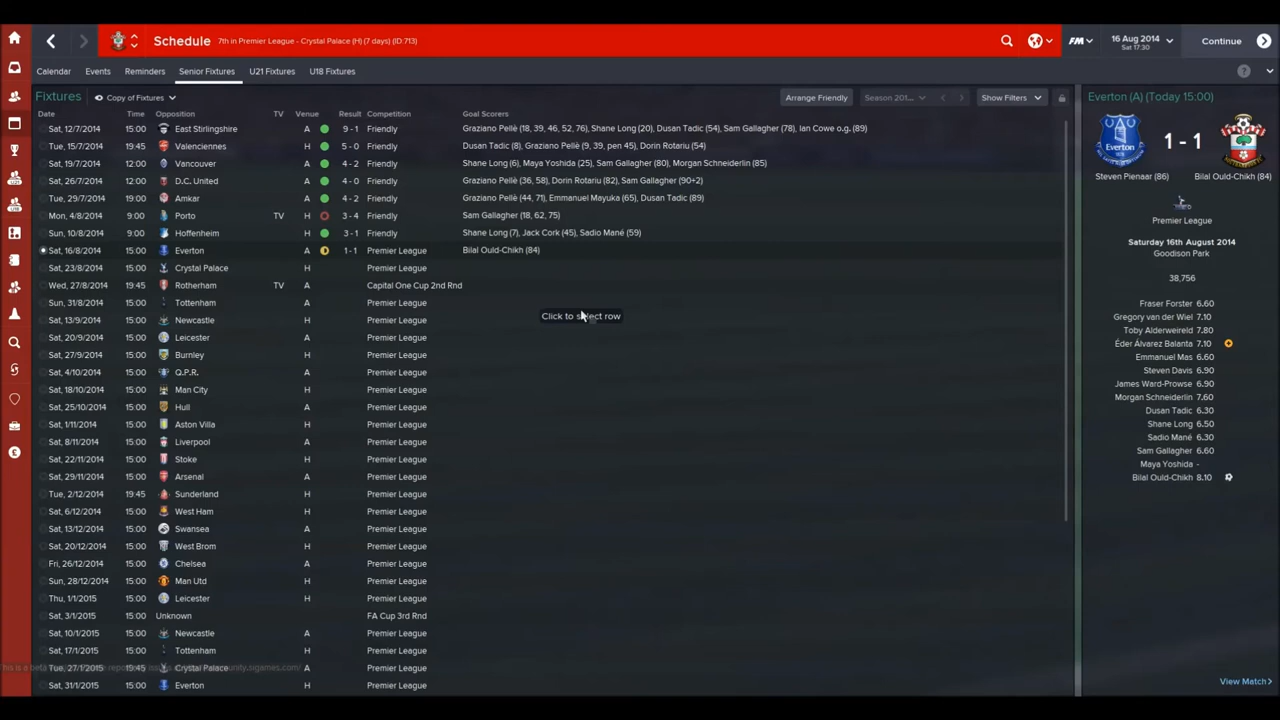 Schedule 7th in Premier League - Crystal Palace (H) (7 days) (ID:713) FM 16 Aug 2014 Sat 17:30 Continue
Calendar Events Reminders Senior Fixtures U21 Fixtures U18 Fixtures ?
Fixtures Copy of Fixtures Arrange Friendly Season 201... Show Filters
Date Time Opposition TV Venue Result Competition Goal Scorers
Sat, 12/7/2014 15:00 East Stirlingshire A 9 - 1 Friendly Graziano Pellè (18, 39, 46, 52, 76), Shane Long (20), Dusan Tadic (54), Sam Gallagher (78), Ian Cowe o.g. (89)
Tue, 15/7/2014 19:45 Valenciennes H 5 - 0 Friendly Dusan Tadic (8), Graziano Pellè (9, 39, pen 45), Dorin Rotariu (54)
Sat, 19/7/2014 12:00 Vancouver A 4 - 2 Friendly Shane Long (6), Maya Yoshida (25), Sam Gallagher (80), Morgan Schneiderlin (85)
Sat, 26/7/2014 12:00 D.C. United A 4 - 0 Friendly Graziano Pellè (36, 58), Dorin Rotariu (82), Sam Gallagher (90+2)
Tue, 29/7/2014 19:00 Amkar A 4 - 2 Friendly Graziano Pellè (44, 71), Emmanuel Mayuka (65), Dusan Tadic (89)
Mon, 4/8/2014 9:00 Porto TV H 3 - 4 Friendly Sam Gallagher (18, 62, 75)
Sun, 10/8/2014 9:00 Hoffenheim H 3 - 1 Friendly Shane Long (7), Jack Cork (45), Sadio Mané (59)
Sat, 16/8/2014 15:00 Everton A 1-1 Premier League Bilal Ould-Chikh (84)
Sat, 23/8/2014 15:00 Crystal Palace H Premier League
Wed, 27/8/2014 19:45 Rotherham TV A Capital One Cup 2nd Rnd
Sun, 31/8/2014 15:00 Tottenham A Premier League
Sat, 13/9/2014 15:00 Newcastle H Premier League
Sat, 20/9/2014 15:00 Leicester A Premier League
Sat, 27/9/2014 15:00 Burnley H Premier League
Sat, 4/10/2014 15:00 Q.P.R. A Premier League
Sat, 18/10/2014 15:00 Man City H Premier League
Sat, 25/10/2014 15:00 Hull A Premier League
Sat, 1/11/2014 15:00 Aston Villa H Premier League
Sat, 8/11/2014 15:00 Liverpool A Premier League
Sat, 22/11/2014 15:00 Stoke H Premier League
Sat, 29/11/2014 15:00 Arsenal A Premier League
Tue, 2/12/2014 19:45 Sunderland H Premier League
Sat, 6/12/2014 15:00 West Ham H Premier League
Sat, 13/12/2014 15:00 Swansea A Premier League
Sat, 20/12/2014 15:00 West Brom H Premier League
Fri, 26/12/2014 15:00 Chelsea A Premier League
Sun, 28/12/2014 15:00 Man Utd H Premier League
Thu, 1/1/2015 15:00 Leicester H Premier League
Sat, 3/1/2015 15:00 Unknown FA Cup 3rd Rnd
Sat, 10/1/2015 15:00 Newcastle A Premier League
Sat, 17/1/2015 15:00 Tottenham H Premier League
Tue, 27/1/2015 19:45 Crystal Palace A Premier League
Sat, 31/1/2015 15:00 Everton H Premier League
Click to select row
Everton (A) (Today 15:00)
1 - 1
Steven Pienaar (86) Bilal Ould-Chikh (84)
Premier League
Saturday 16th August 2014
Goodison Park
38,756
Fraser Forster 6.60
Gregory van der Wiel 7.10
Toby Alderweireld 7.80
Éder Álvarez Balanta 7.10
Emmanuel Mas 6.60
Steven Davis 6.90
James Ward-Prowse 6.90
Morgan Schneiderlin 7.60
Dusan Tadic 6.30
Shane Long 6.50
Sadio Mané 6.30
Sam Gallagher 6.60
Maya Yoshida -
Bilal Ould-Chikh 8.10
View Match>